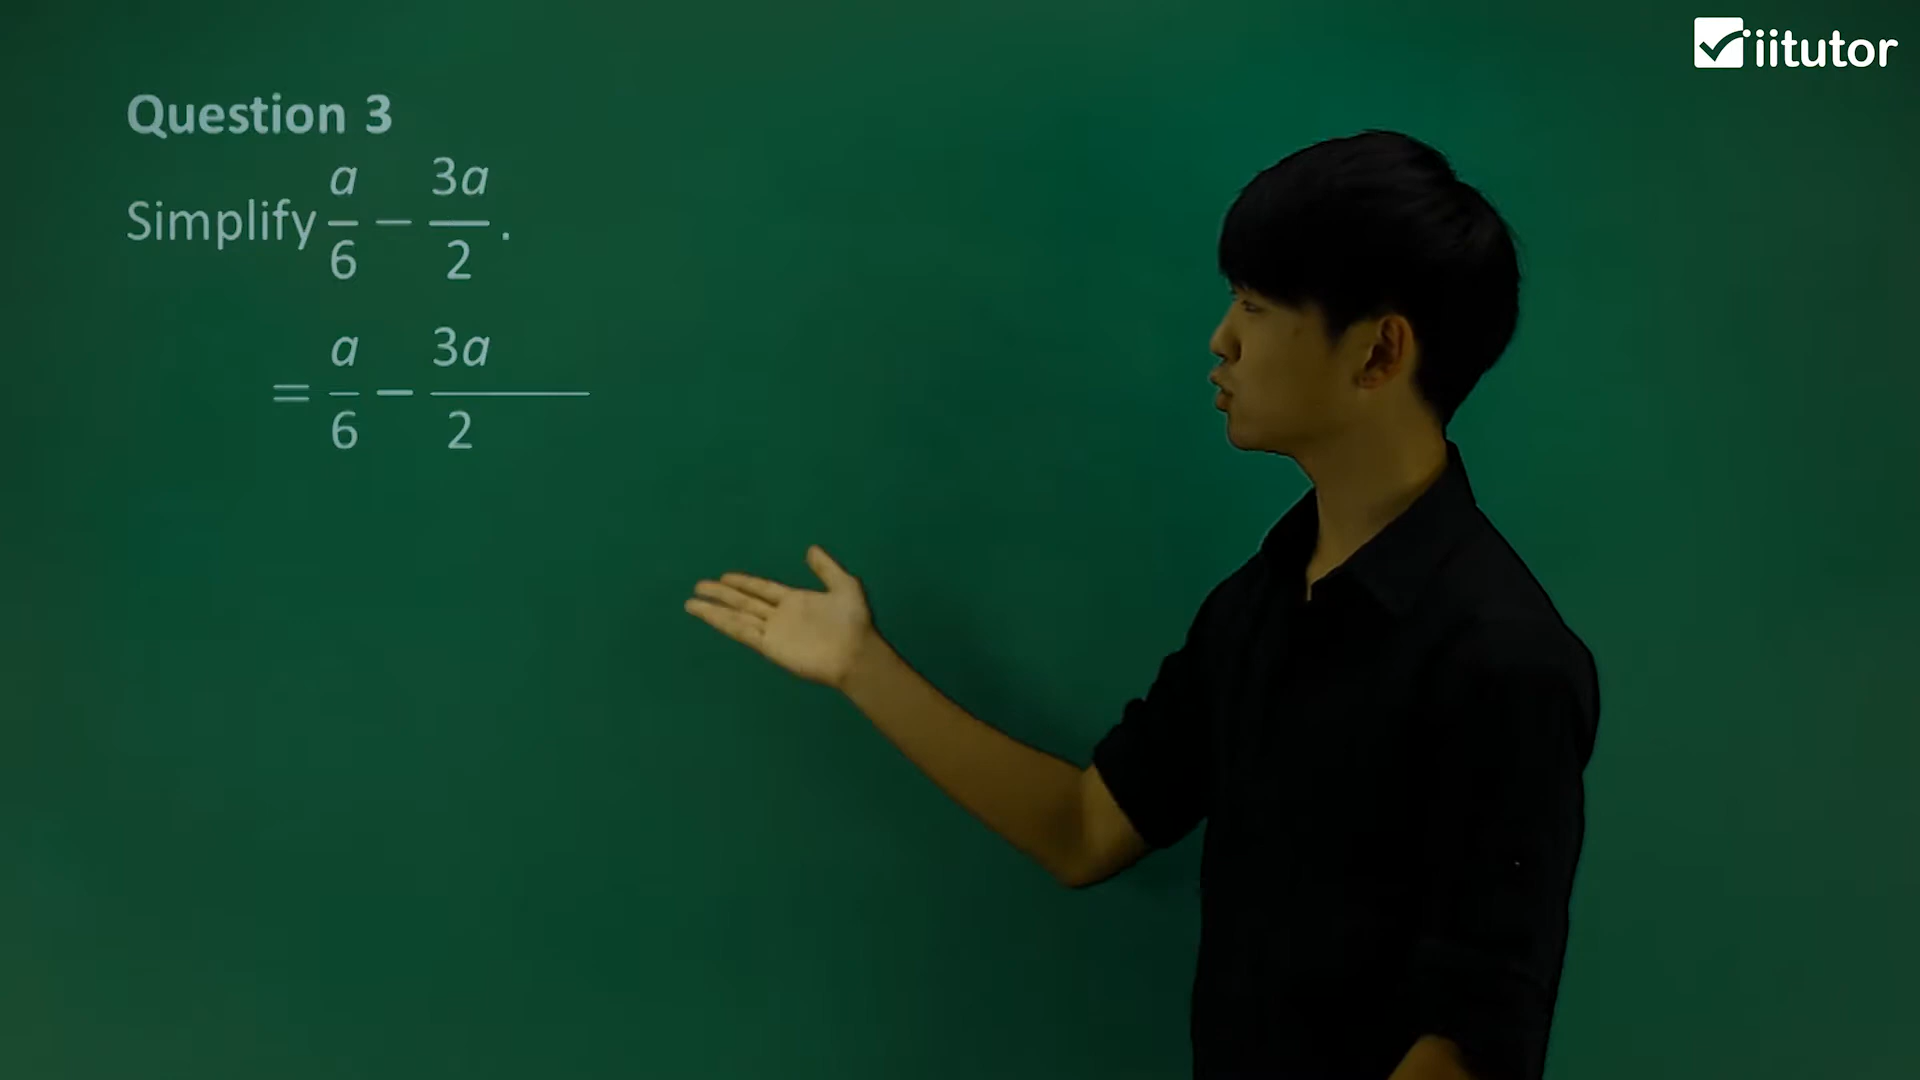 iitutor
Question 3
Simplify a/6 − 3a/2 .
= a/6 − 3a/2